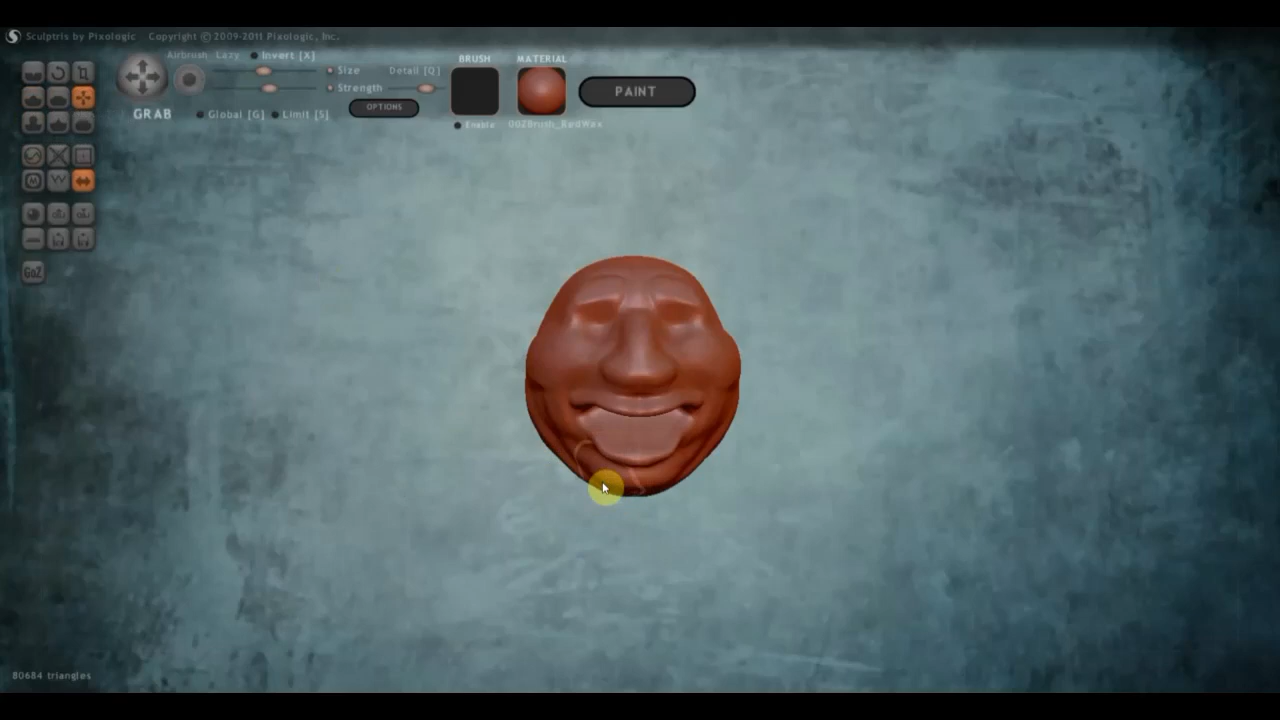 Sculptris by Pixologic Copyright © 2009-2011 Pixologic, Inc.
Airbrush Lazy Invert [X]
Size Detail [Q]
Strength
GRAB Global [G] Limit [S]
OPTIONS
BRUSH
Enable
MATERIAL
00ZBrush_RedWax
PAINT
GoZ
80684 triangles